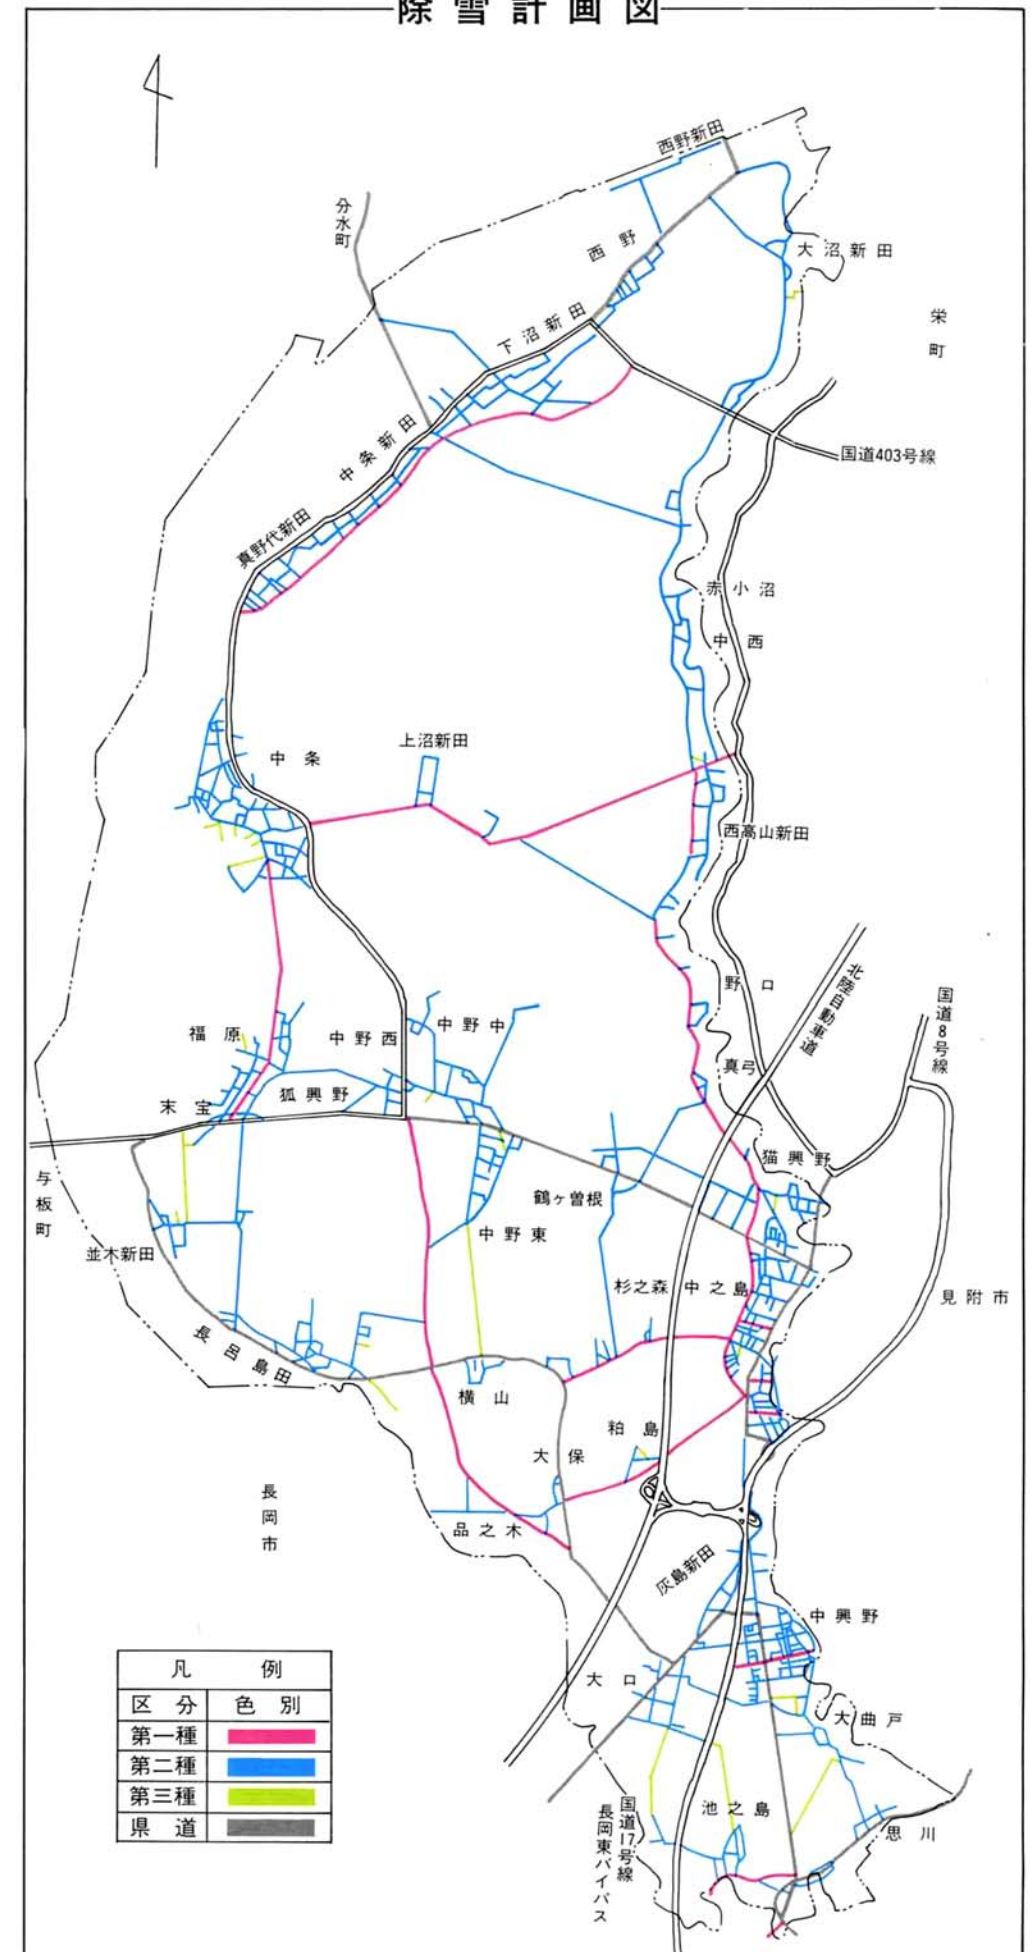 除雪計画図
西野新田
分水町
西野
大沼新田
栄町
下沼新田
中条新田
国道403号線
真野代新田
赤小沼
中西
上沼新田
中条
西高山新田
野口
北陸自動車道
国道8号線
福原
中野西
中野中
真弓
狐興野
末宝
猫興野
与板町
鶴ヶ曽根
中野東
並木新田
杉之森
中之島
見附市
長呂島田
横山
粕島
大保
長岡市
品之木
灰島新田
中興野
大口
大曲戸
池之島
思川
国道17号線
長岡東バイパス
凡例
区分 色別
第一種
第二種
第三種
県道